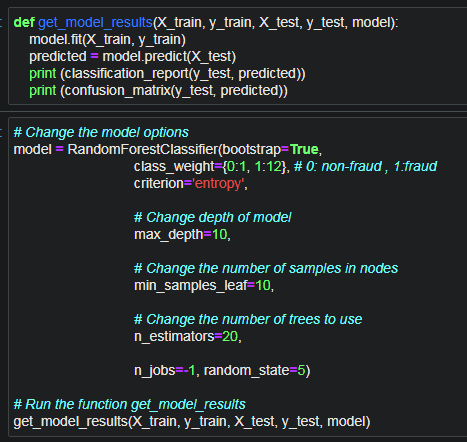 def get_model_results(X_train, y_train, X_test, y_test, model):
model.fit(X_train, y_train)
predicted = model.predict(X_test)
print (classification_report(y_test, predicted))
print (confusion_matrix(y_test, predicted))
# Change the model options
model = RandomForestClassifier(bootstrap=True,
class_weight={0:1, 1:12}, # 0: non-fraud , 1:fraud
criterion='entropy',
# Change depth of model
max_depth=10,
# Change the number of samples in nodes
min_samples_leaf=10,
# Change the number of trees to use
n_estimators=20,
n_jobs=-1, random_state=5)
# Run the function get_model_results
get_model_results(X_train, y_train, X_test, y_test, model)